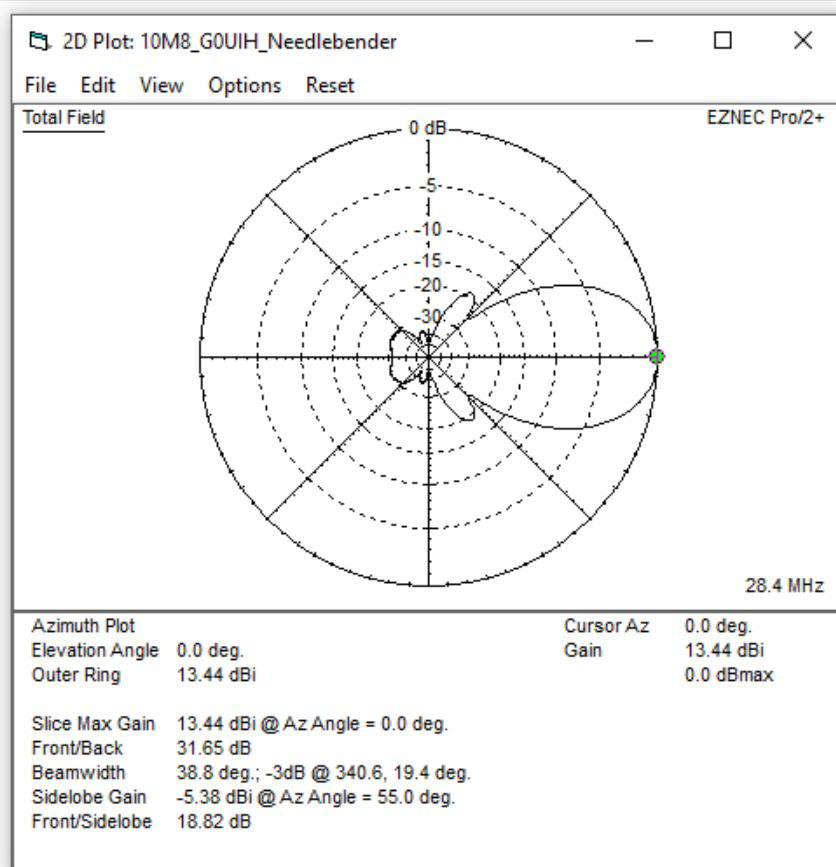 2D Plot: 10M8_G0UIH_Needlebender
File Edit View Options Reset
Total Field
EZNEC Pro/2+
0 dB
-5
-10
-15
-20
-30
28.4 MHz
Azimuth Plot
Elevation Angle 0.0 deg.
Outer Ring 13.44 dBi
Cursor Az 0.0 deg.
Gain 13.44 dBi
0.0 dBmax
Slice Max Gain 13.44 dBi @ Az Angle = 0.0 deg.
Front/Back 31.65 dB
Beamwidth 38.8 deg.; -3dB @ 340.6, 19.4 deg.
Sidelobe Gain -5.38 dBi @ Az Angle = 55.0 deg.
Front/Sidelobe 18.82 dB